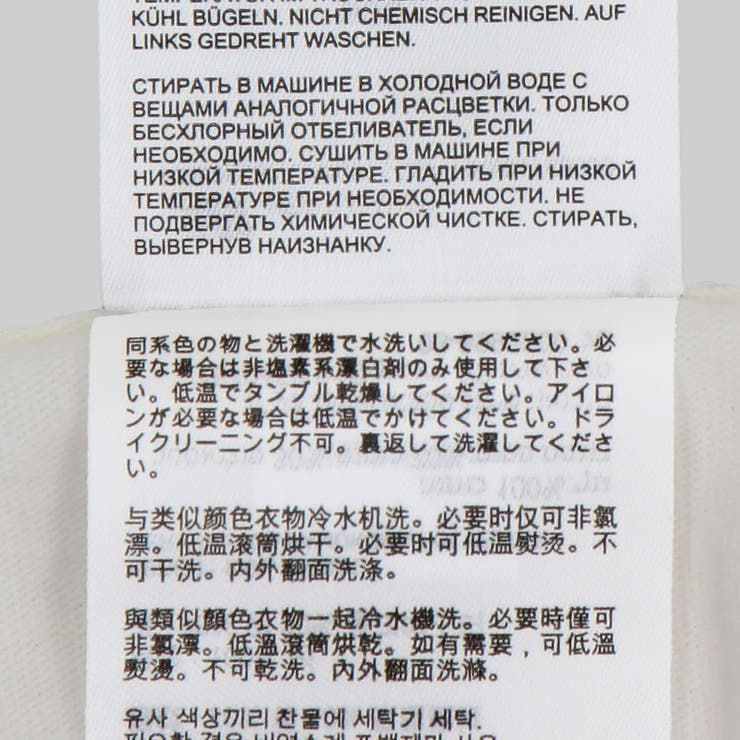 KÜHL BÜGELN. NICHT CHEMISCH REINIGEN. AUF
LINKS GEDREHT WASCHEN.
СТИРАТЬ В МАШИНЕ В ХОЛОДНОЙ ВОДЕ С
ВЕЩАМИ АНАЛОГИЧНОЙ РАСЦВЕТКИ. ТОЛЬКО
БЕСХЛОРНЫЙ ОТБЕЛИВАТЕЛЬ, ЕСЛИ
НЕОБХОДИМО. СУШИТЬ В МАШИНЕ ПРИ
НИЗКОЙ ТЕМПЕРАТУРЕ. ГЛАДИТЬ ПРИ НИЗКОЙ
ТЕМПЕРАТУРЕ ПРИ НЕОБХОДИМОСТИ. НЕ
ПОДВЕРГАТЬ ХИМИЧЕСКОЙ ЧИСТКЕ. СТИРАТЬ,
ВЫВЕРНУВ НАИЗНАНКУ.
同系色の物と洗濯機で水洗いしてください。必
要な場合は非塩素系漂白剤のみ使用して下さ
い。低温でタンブル乾燥してください。アイロ
ンが必要な場合は低温でかけてください。ドラ
イクリーニング不可。裏返して洗濯してくださ
い。
与类似颜色衣物冷水机洗。必要时仅可非氯
漂。低温滚筒烘干。必要时可低温熨烫。不
可干洗。内外翻面洗涤。
與類似顏色衣物一起冷水機洗。必要時僅可
非氯漂。低溫滾筒烘乾。如有需要，可低溫
熨燙。不可乾洗。內外翻面洗滌。
유사 색상끼리 찬물에 세탁기 세탁.